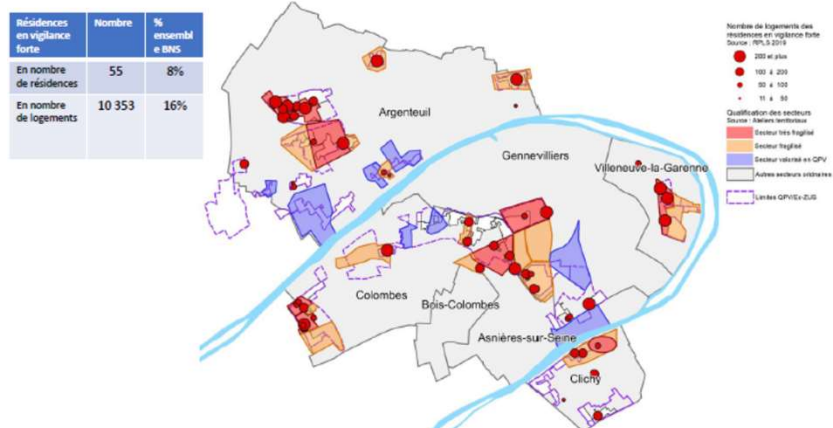 Résidences
en vigilance
forte
Nombre
%
ensembl
e BNS
En nombre
de résidences
55
8%
En nombre
de logements
10 353
16%
Argenteuil
Gennevilliers
Villeneuve-la-Garenne
Colombes
Bois-Colombes
Asnières-sur-Seine
Clichy
Nombre de logements des
résidences en vigilance forte
Source : RPLS 2019
200 et plus
100 à 200
50 à 100
11 à 50
Qualification des secteurs
Source : Ateliers territoriaux
Secteur très fragilisé
Secteur fragilisé
Secteur valorisé en QPV
Autres secteurs ordinaires
Limites QPV/Ex-ZUS